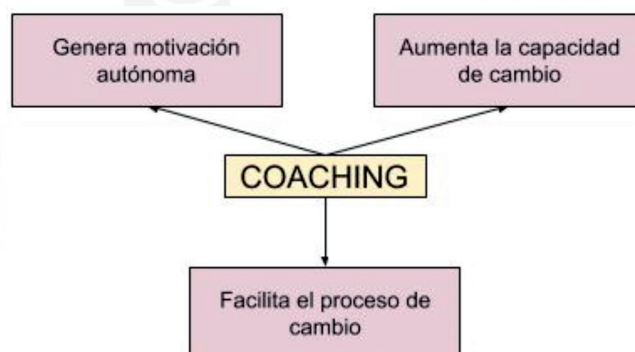 Genera motivación
autónoma
Aumenta la capacidad
de cambio
COACHING
Facilita el proceso de
cambio